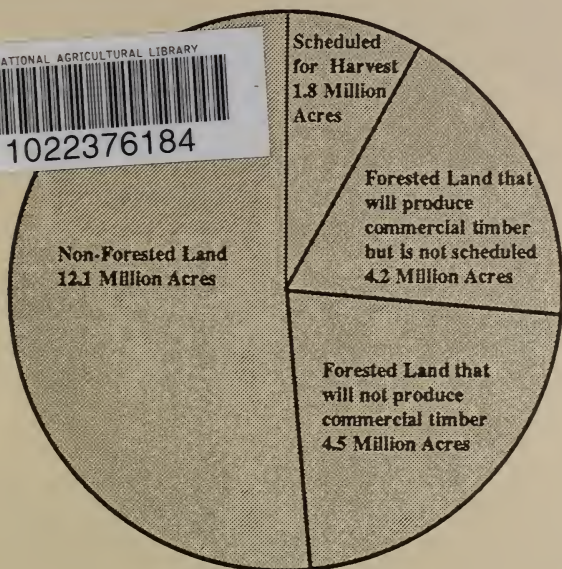 NATIONAL AGRICULTURAL LIBRARY
1022376184
Scheduled
for Harvest
1.8 Million
Acres
Forested Land that
will produce
commercial timber
but is not scheduled
4.2 Million Acres
Non-Forested Land
12.1 Million Acres
Forested Land that
will not produce
commercial timber
4.5 Million Acres